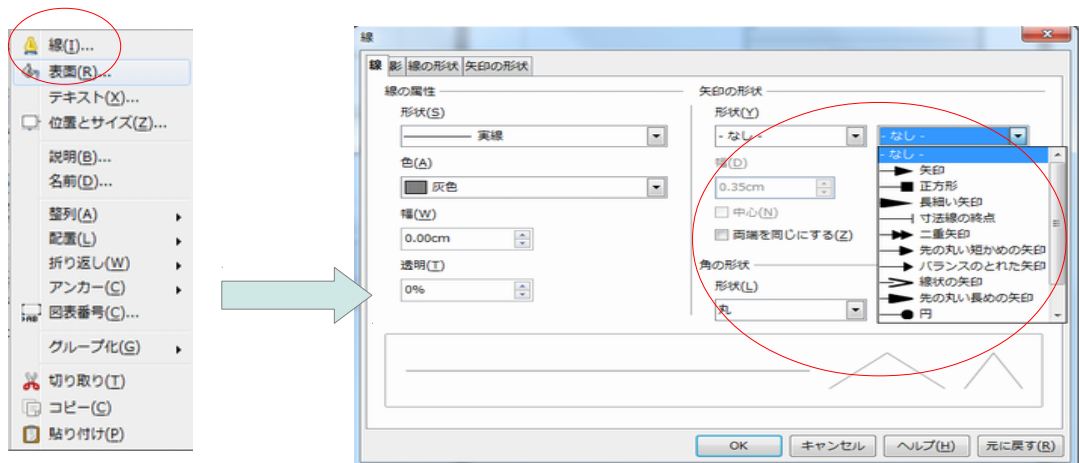 線(I)...
表面(R)...
テキスト(X)...
位置とサイズ(Z)...
説明(B)...
名前(D)...
整列(A)
配置(L)
折り返し(W)
アンカー(C)
図表番号(C)...
グループ化(G)
切り取り(T)
コピー(C)
貼り付け(P)
線
線 影 線の形状 矢印の形状
線の属性
形状(S)
実線
色(A)
灰色
幅(W)
0.00cm
透明(T)
0%
矢印の形状
形状(Y)
- なし - - なし -
幅(D)
0.35cm
中心(N)
両端を同じにする(Z)
角の形状
形状(L)
丸
- なし -
矢印
正方形
長細い矢印
寸法線の終点
二重矢印
先の丸い短かめの矢印
バランスのとれた矢印
線状の矢印
先の丸い長めの矢印
円
OK キャンセル ヘルプ(H) 元に戻す(R)